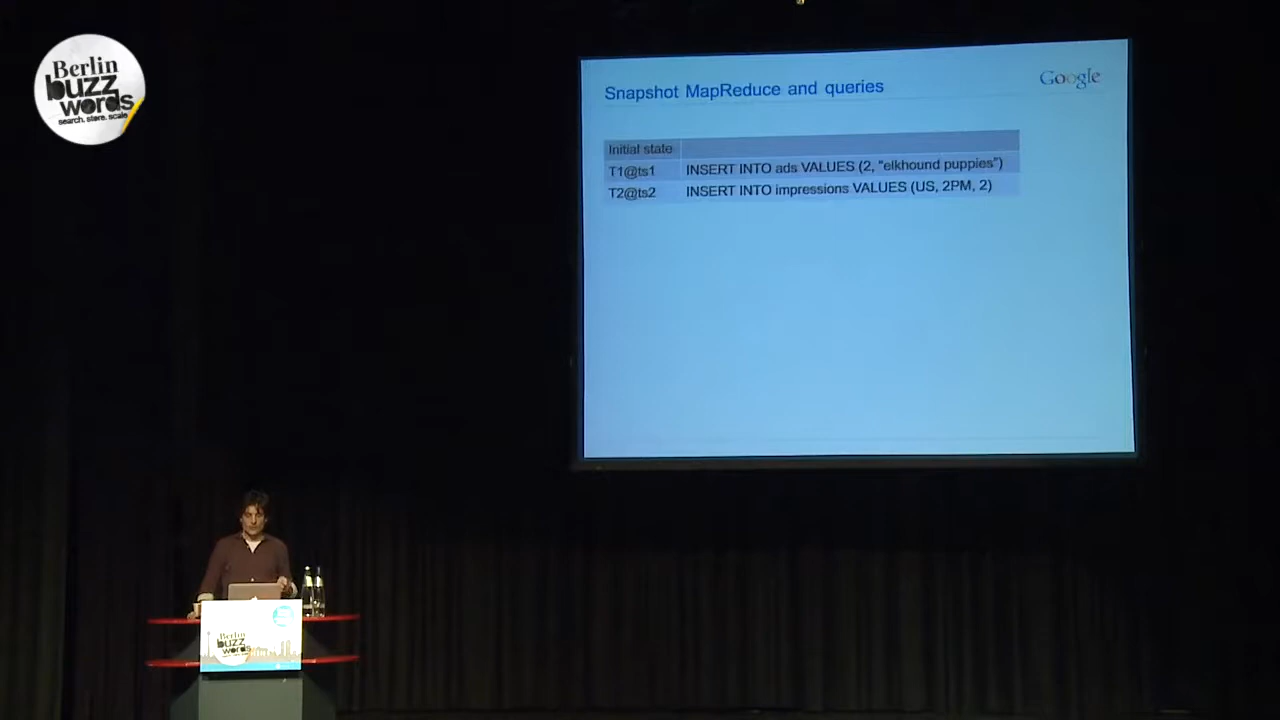 Berlin
buzz
words
search. store. scale
Snapshot MapReduce and queries
Google
Initial state
T1@ts1 INSERT INTO ads VALUES (2, "elkhound puppies")
T2@ts2 INSERT INTO impressions VALUES (US, 2PM, 2)
Berlin
buzz
words